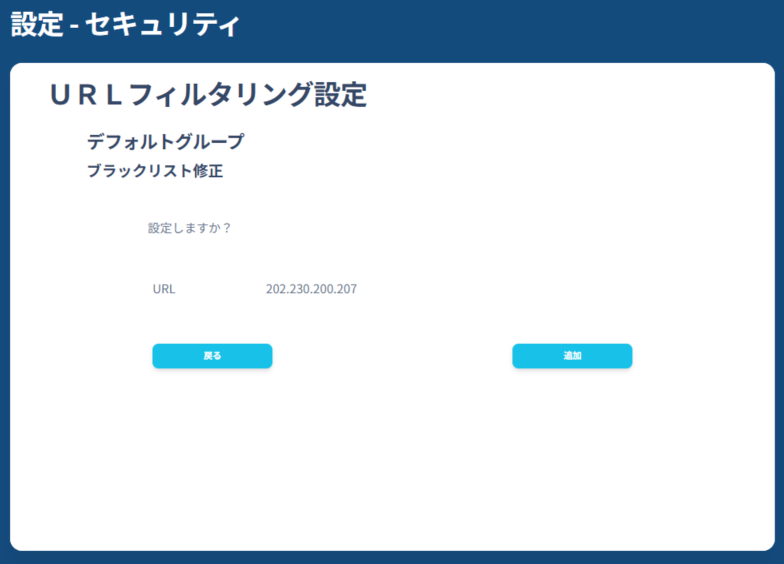 設定 - セキュリティ
ＵＲＬフィルタリング設定
デフォルトグループ
ブラックリスト修正
設定しますか？
URL 202.230.200.207
戻る 追加